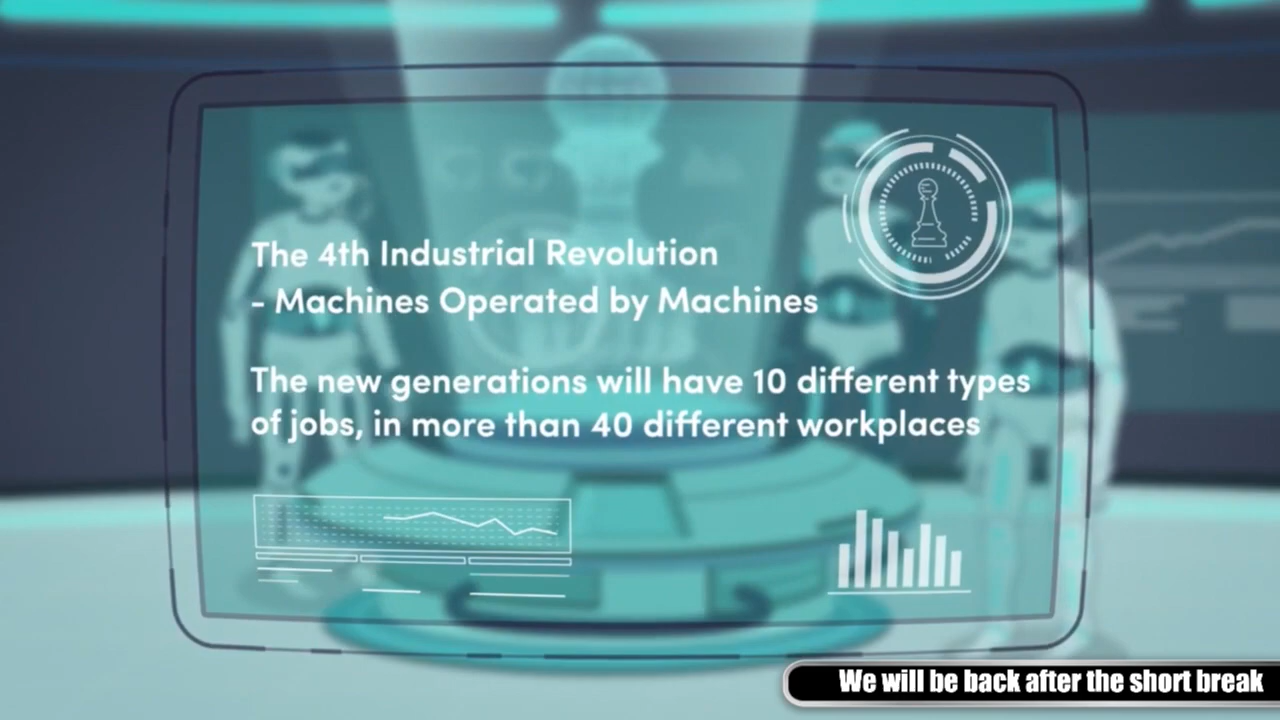 The 4th Industrial Revolution
- Machines Operated by Machines
The new generations will have 10 different types
of jobs, in more than 40 different workplaces
We will be back after the short break